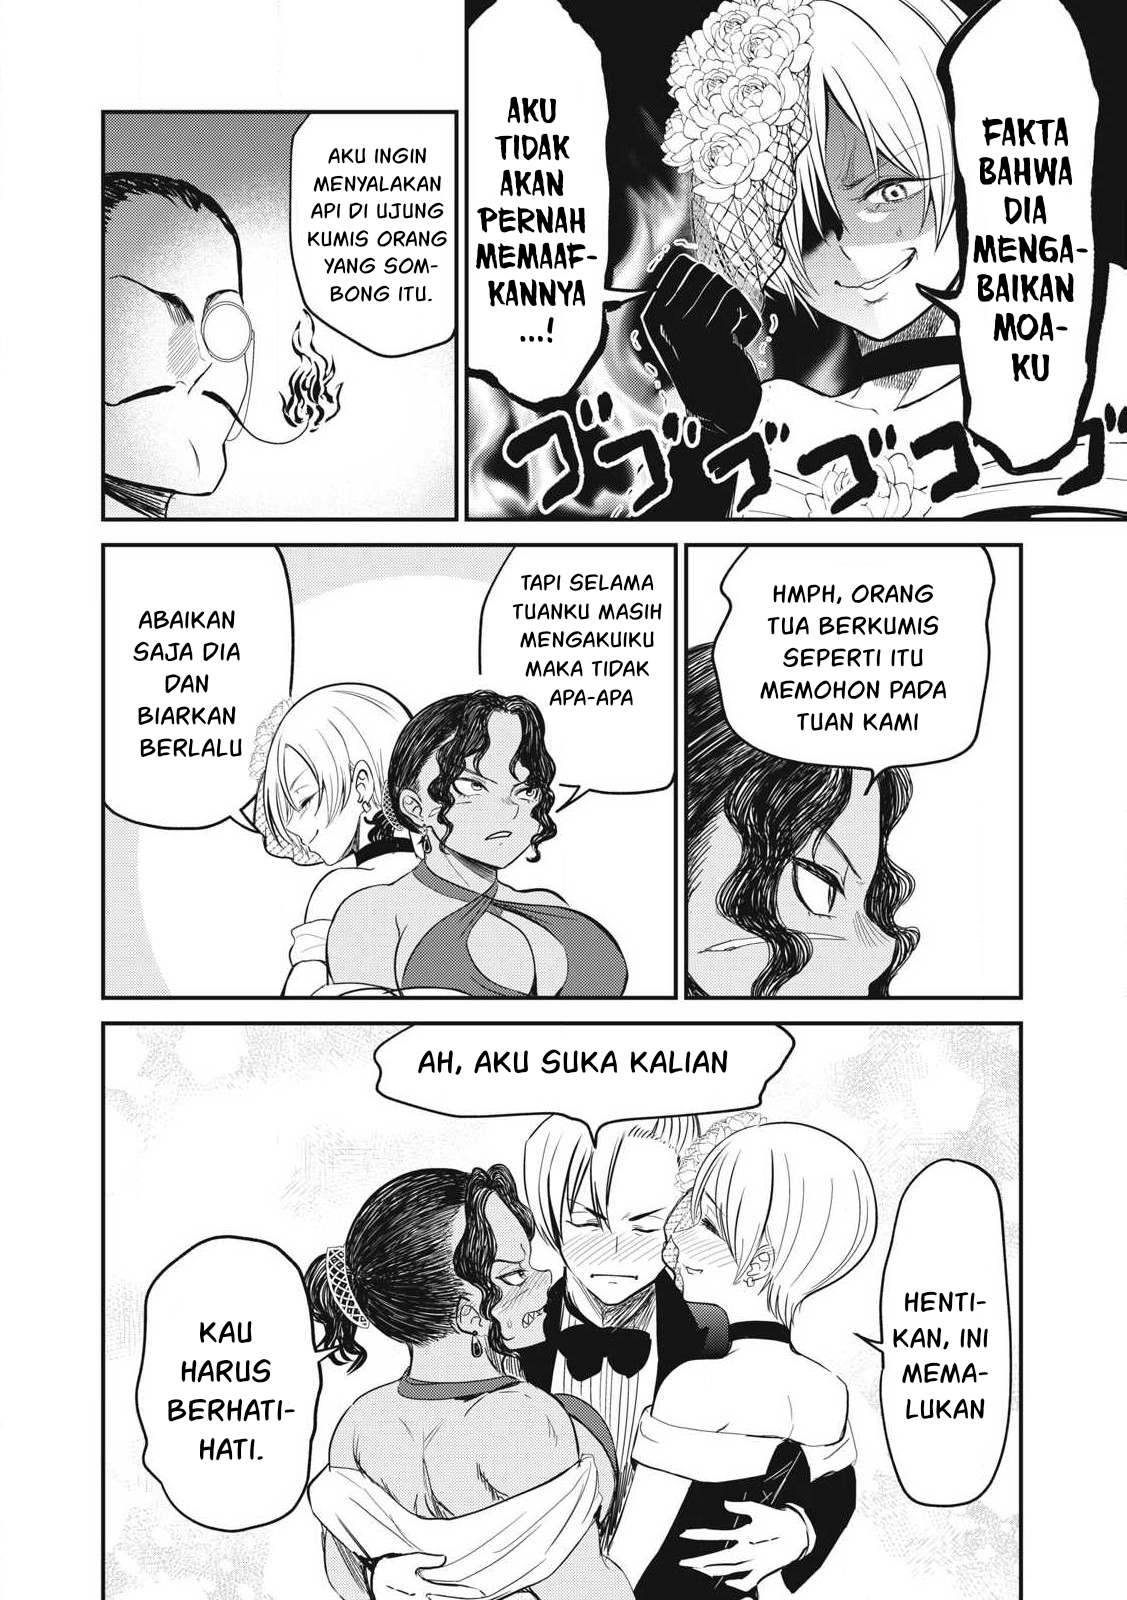 FAKTA
BAHWA
DIA
MENGA-
BAIKAN
MOA-
KU
AKU
TIDAK
AKAN
PERNAH
MEMAAF-
KANNYA
...!
ゴゴゴゴゴゴ
AKU INGIN
MENYALAKAN
API DI UJUNG
KUMIS ORANG
YANG SOM-
BONG ITU.
HMPH, ORANG
TUA BERKUMIS
SEPERTI ITU
MEMOHON PADA
TUAN KAMI
TAPI SELAMA
TUANKU MASIH
MENGAKUIKU
MAKA TIDAK
APA-APA
ABAIKAN
SAJA DIA
DAN
BIARKAN
BERLALU
AH, AKU SUKA KALIAN
HENTI-
KAN, INI
MEMA-
LUKAN
KAU
HARUS
BERHATI-
HATI.